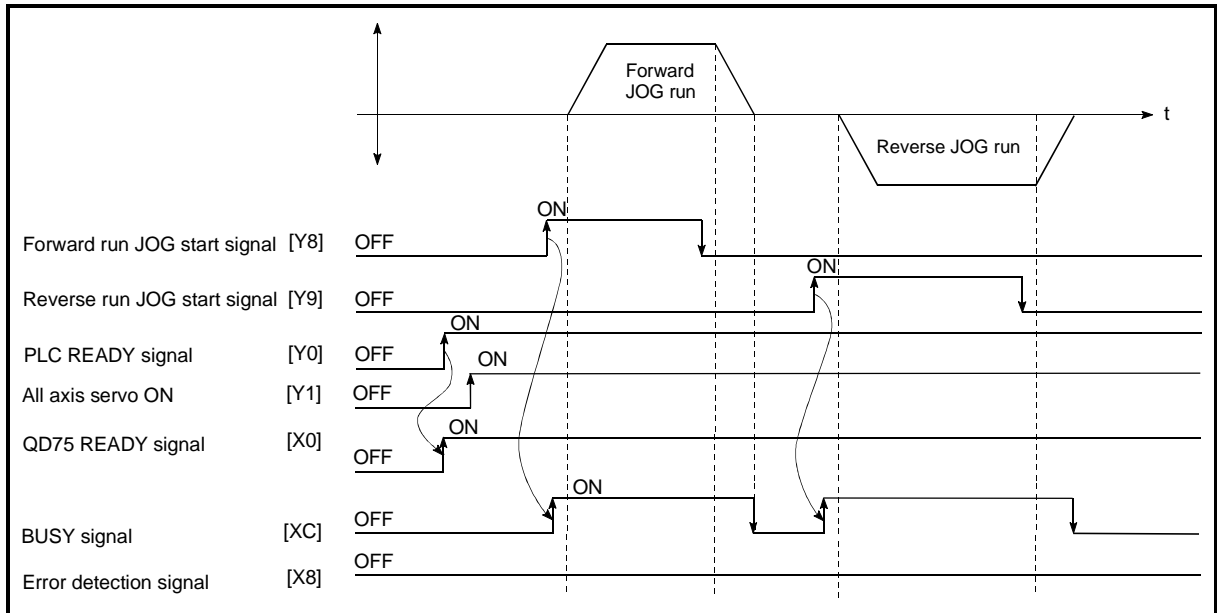 Forward
JOG run
t
Reverse JOG run
ON
Forward run JOG start signal [Y8] OFF
ON
Reverse run JOG start signal [Y9] OFF
ON
PLC READY signal [Y0] OFF
ON
All axis servo ON [Y1] OFF
ON
QD75 READY signal [X0] OFF
ON
BUSY signal [XC] OFF
Error detection signal [X8] OFF